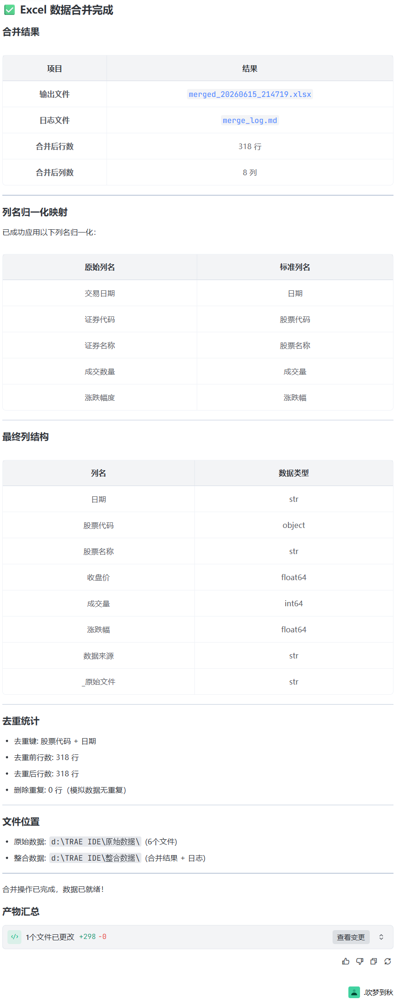 Excel 数据合并完成
合并结果
项目 结果
输出文件 merged_20260615_214719.xlsx
日志文件 merge_log.md
合并后行数 318 行
合并后列数 8 列
列名归一化映射
已成功应用以下列名归一化：
原始列名 标准列名
交易日期 日期
证券代码 股票代码
证券名称 股票名称
成交数量 成交量
涨跌幅度 涨跌幅
最终列结构
列名 数据类型
日期 str
股票代码 object
股票名称 str
收盘价 float64
成交量 int64
涨跌幅 float64
数据来源 str
_原始文件 str
去重统计
• 去重键: 股票代码 + 日期
• 去重前行数: 318 行
• 去重后行数: 318 行
• 删除重复: 0 行（模拟数据无重复）
文件位置
• 原始数据: d:\TRAE IDE\原始数据\ (6个文件)
• 整合数据: d:\TRAE IDE\整合数据\ (合并结果 + 日志)
合并操作已完成，数据已就绪！
产物汇总
</> 1个文件已更改 +298 -0 查看变更
.吹梦到秋